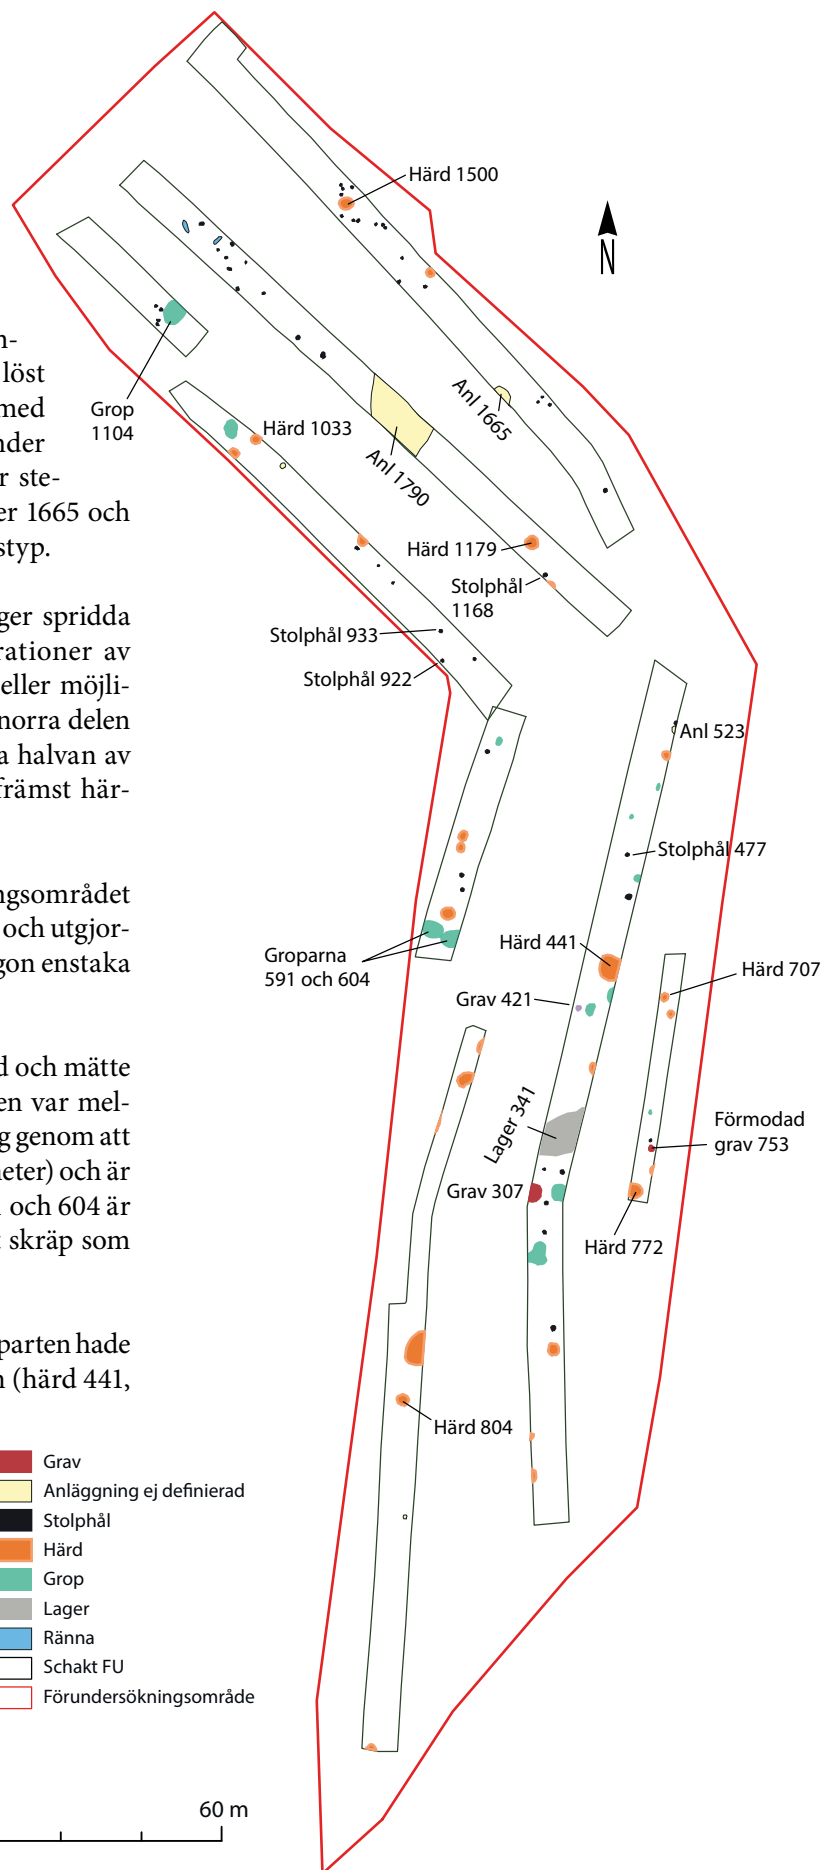 n-
löst
med
nder
r ste-
er 1665 och
styp.
ger spridda
rationer av
eller möjli-
norra delen
a halvan av
främst här-
ngsområdet
och utgjor-
gon enstaka
d och mätte
en var mel-
g genom att
neter) och är
och 604 är
t skräp som
parten hade
n (härd 441,
Härd 1500
N
Grop
1104
Härd 1033
Anl 1665
Anl 1790
Härd 1179
Stolphål
1168
Stolphål 933
Stolphål 922
Anl 523
Stolphål 477
Groparna
591 och 604
Härd 441
Härd 707
Grav 421
Lager 341
Förmodad
grav 753
Grav 307
Härd 772
Härd 804
Grav
Anläggning ej definierad
Stolphål
Härd
Grop
Lager
Ränna
Schakt FU
Förundersökningsområde
60 m